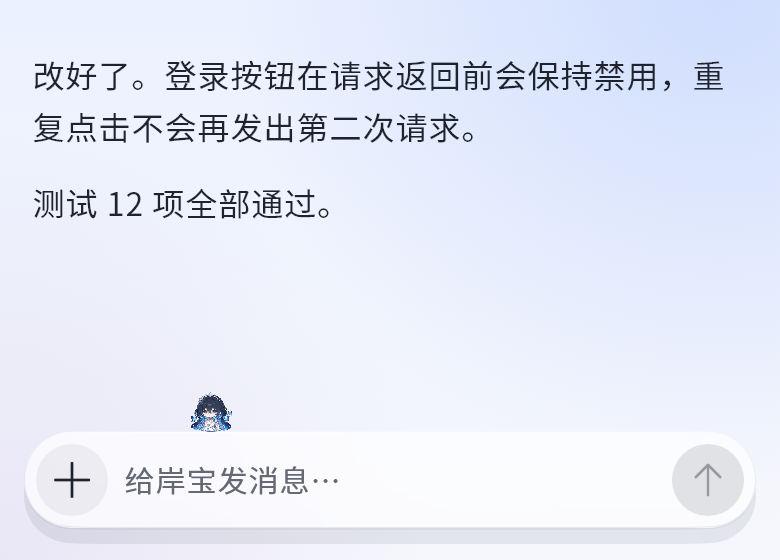 改好了。登录按钮在请求返回前会保持禁用，重
复点击不会再发出第二次请求。
测试 12 项全部通过。
给岸宝发消息…